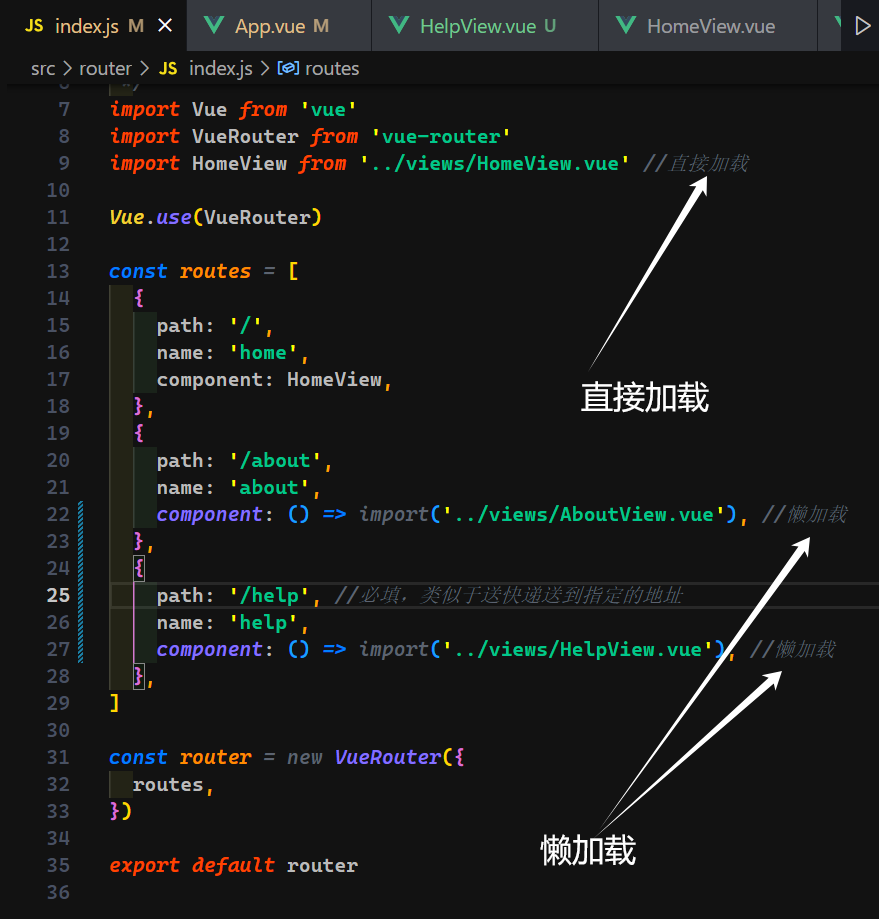 JS index.js M ×
App.vue M
HelpView.vue U
HomeView.vue
src > router > JS index.js > routes
7 import Vue from 'vue'
8 import VueRouter from 'vue-router'
9 import HomeView from '../views/HomeView.vue' //直接加载
10
11 Vue.use(VueRouter)
12
13 const routes = [
14 {
15 path: '/',
16 name: 'home',
17 component: HomeView,
18 },
19 {
20 path: '/about',
21 name: 'about',
22 component: () => import('../views/AboutView.vue'), //懒加载
23 },
24 {
25 path: '/help', //必填. 类似于送快递送到指定的地址
26 name: 'help',
27 component: () => import('../views/HelpView.vue'), //懒加载
28 },
29 ]
30
31 const router = new VueRouter({
32 routes,
33 })
34
35 export default router
36
直接加载
懒加载